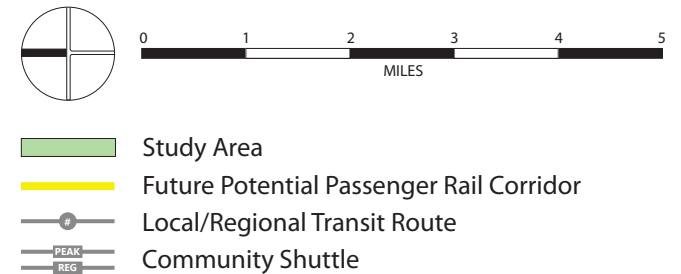 0 1 2 3 4 5
MILES
Study Area
Future Potential Passenger Rail Corridor
# Local/Regional Transit Route
PEAK
REG
Community Shuttle